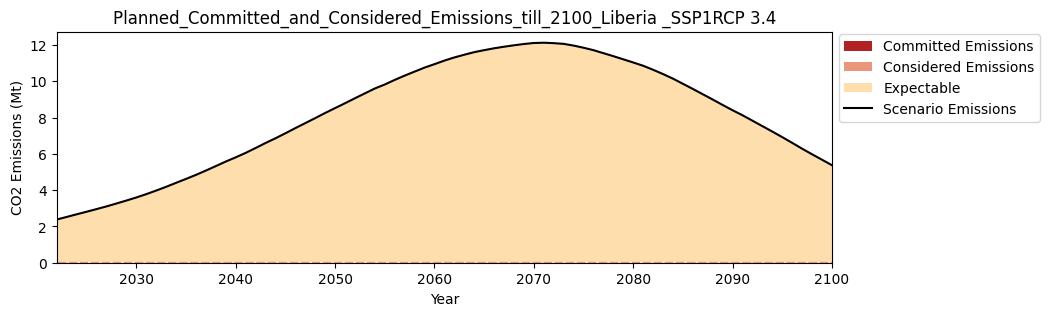 Planned_Committed_and_Considered_Emissions_till_2100_Liberia _SSP1RCP 3.4
CO2 Emissions (Mt)
12
10
8
6
4
2
0
2030 2040 2050 2060 2070 2080 2090 2100
Year
Committed Emissions
Considered Emissions
Expectable
Scenario Emissions